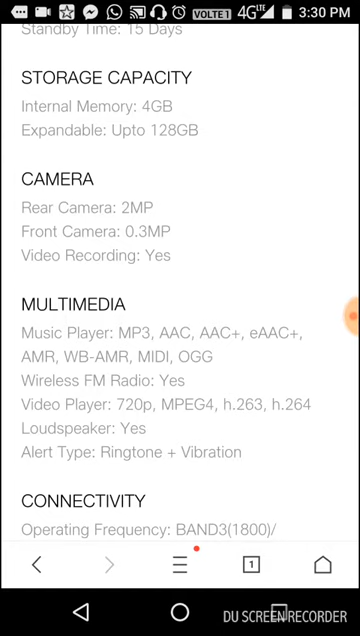 VOLTE 1 4G LTE 3:30 PM
Standby Time: 15 Days
STORAGE CAPACITY
Internal Memory: 4GB
Expandable: Upto 128GB
CAMERA
Rear Camera: 2MP
Front Camera: 0.3MP
Video Recording: Yes
MULTIMEDIA
Music Player: MP3, AAC, AAC+, eAAC+,
AMR, WB-AMR, MIDI, OGG
Wireless FM Radio: Yes
Video Player: 720p, MPEG4, h.263, h.264
Loudspeaker: Yes
Alert Type: Ringtone + Vibration
CONNECTIVITY
Operating Frequency: BAND3(1800)/
1
DU SCREEN RECORDER